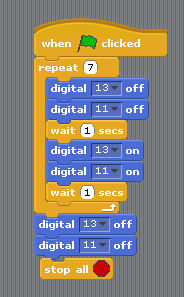 when clicked
repeat 7
digital 13 off
digital 11 off
wait 1 secs
digital 13 on
digital 11 on
wait 1 secs
digital 13 off
digital 11 off
stop all